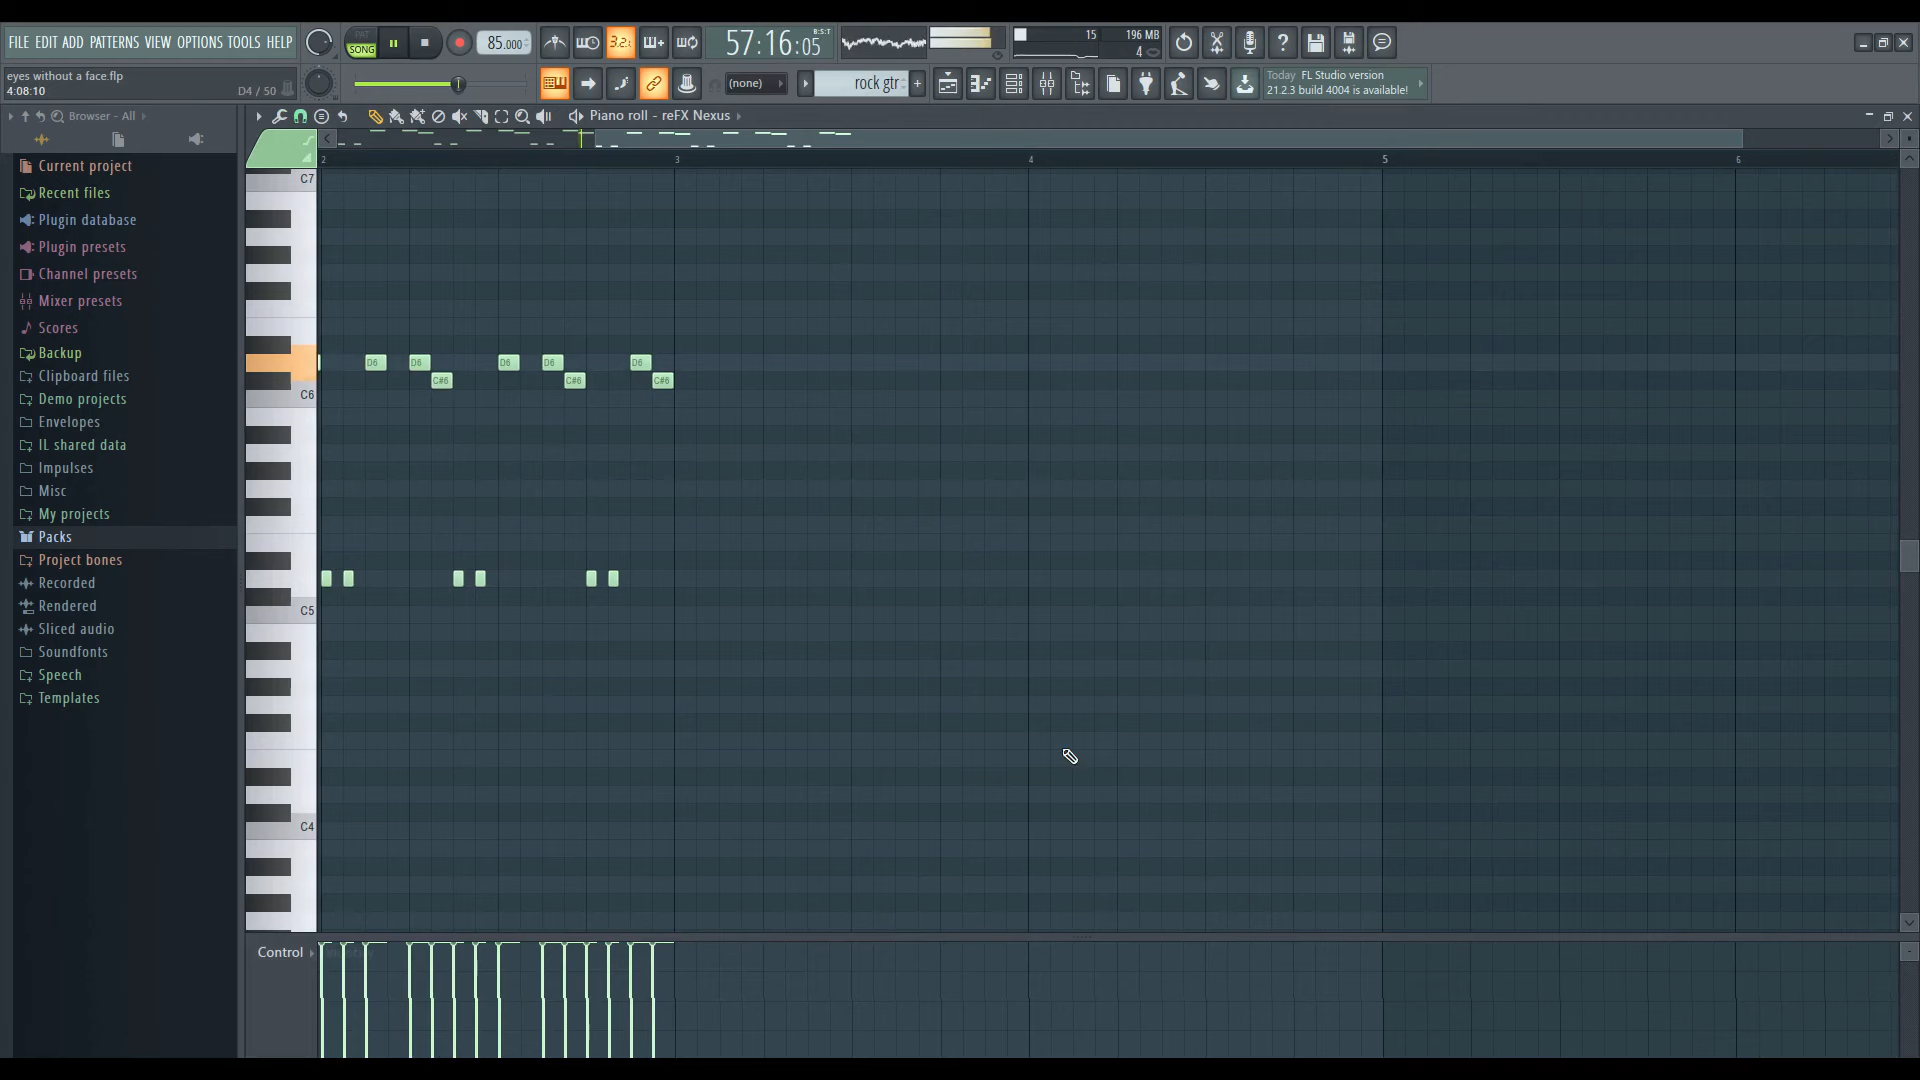 FILE EDIT ADD PATTERNS VIEW OPTIONS TOOLS HELP
PAT
SONG
85.000
3.2.
57:16:05
B:S:T
15
196 MB
4
eyes without a face.flp
4:08:10
D4 / 50
(none)
rock gtr
Today FL Studio version
21.2.3 build 4004 is available!
Browser - All
Piano roll - reFX Nexus
2
3
4
5
6
Current project
Recent files
Plugin database
Plugin presets
Channel presets
Mixer presets
Scores
Backup
Clipboard files
Demo projects
Envelopes
IL shared data
Impulses
Misc
My projects
Packs
Project bones
Recorded
Rendered
Sliced audio
Soundfonts
Speech
Templates
C7
D6 D6 D6 D6 D6
C#6 C#6 C#6
C6
C5
C4
Control